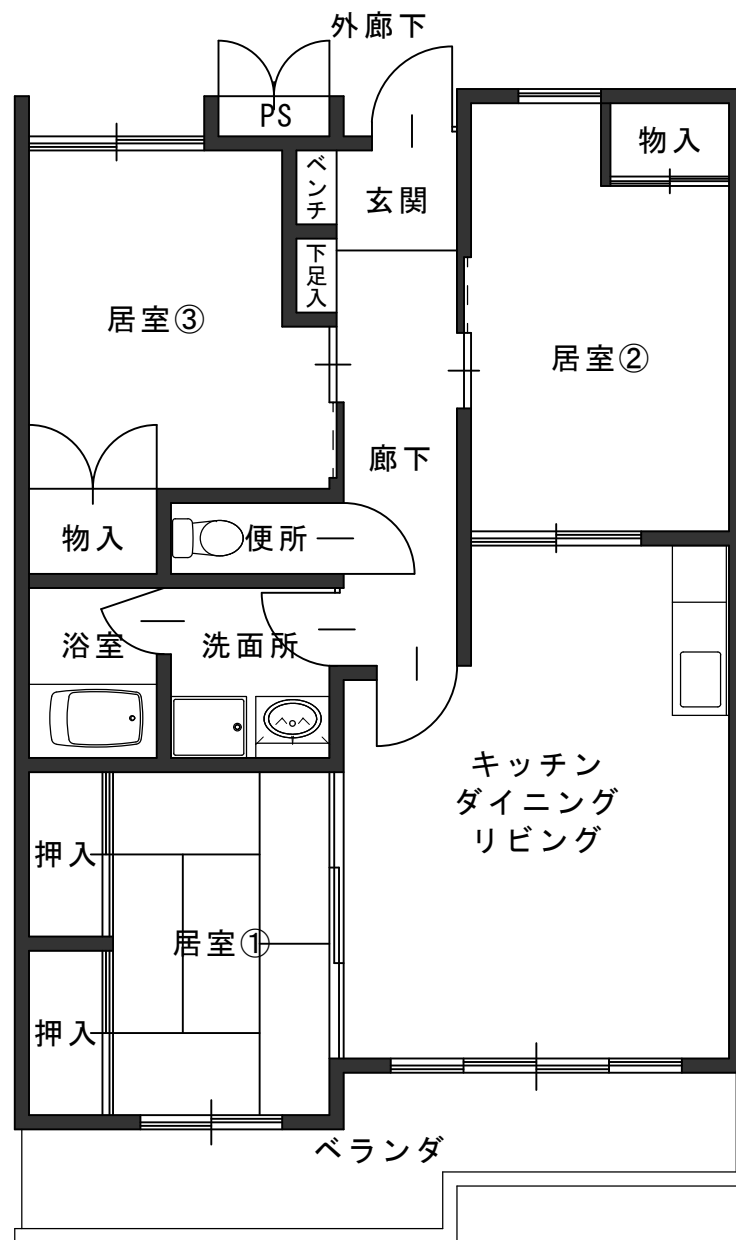 外廊下
PS
物入
ベンチ
玄関
下足入
居室③
居室②
廊下
物入
便所
浴室
洗面所
キッチン
ダイニング
リビング
押入
居室①
押入
ベランダ